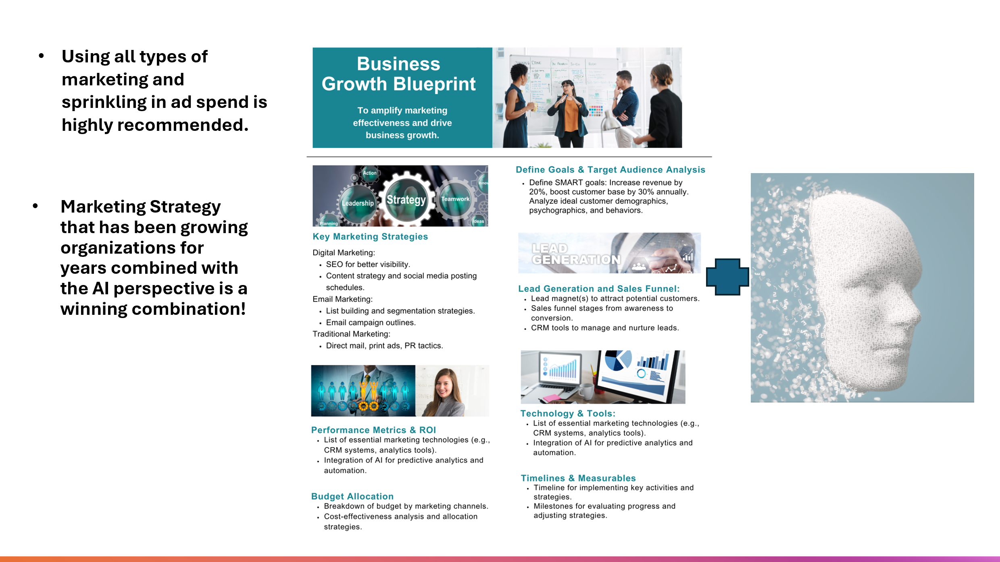 • Using all types of
marketing and
sprinkling in ad spend is
highly recommended.
• Marketing Strategy
that has been growing
organizations for
years combined with
the AI perspective is a
winning combination!
Business
Growth Blueprint
To amplify marketing
effectiveness and drive
business growth.
DONE
IN PROGRESS
TO-DO
REDO
Action
Leadership
Strategy
Teamwork
Innov
Planning
Ideas
Key Marketing Strategies
Digital Marketing:
• SEO for better visibility.
• Content strategy and social media posting
schedules.
Email Marketing:
• List building and segmentation strategies.
• Email campaign outlines.
Traditional Marketing:
• Direct mail, print ads, PR tactics.
Performance Metrics & ROI
• List of essential marketing technologies (e.g.,
CRM systems, analytics tools).
• Integration of AI for predictive analytics and
automation.
Budget Allocation
• Breakdown of budget by marketing channels.
• Cost-effectiveness analysis and allocation
strategies.
Define Goals & Target Audience Analysis
• Define SMART goals: Increase revenue by
20%, boost customer base by 30% annually.
Analyze ideal customer demographics,
psychographics, and behaviors.
LEAD
GENERATION
Lead Generation and Sales Funnel:
• Lead magnet(s) to attract potential customers.
• Sales funnel stages from awareness to
conversion.
• CRM tools to manage and nurture leads.
Technology & Tools:
• List of essential marketing technologies (e.g.,
CRM systems, analytics tools).
• Integration of AI for predictive analytics and
automation.
Timelines & Measurables
• Timeline for implementing key activities and
strategies.
• Milestones for evaluating progress and
adjusting strategies.